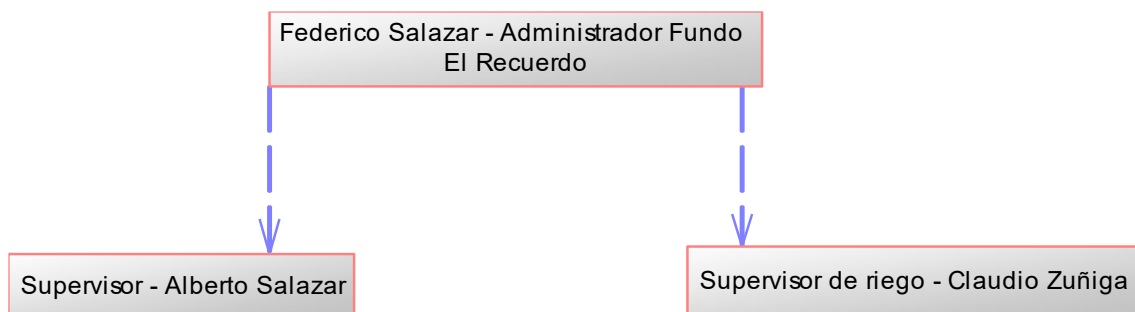 Federico Salazar - Administrador Fundo
El Recuerdo
Supervisor - Alberto Salazar
Supervisor de riego - Claudio Zuñiga